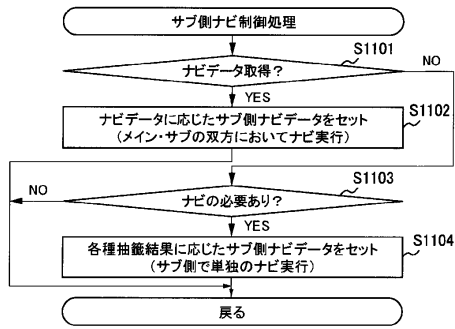 サブ側ナビ制御処理
S1101
ナビデータ取得？
NO
YES
S1102
ナビデータに応じたサブ側ナビデータをセット
（メイン・サブの双方においてナビ実行）
S1103
NO
ナビの必要あり？
YES
S1104
各種抽籤結果に応じたサブ側ナビデータをセット
（サブ側で単独のナビ実行）
戻る